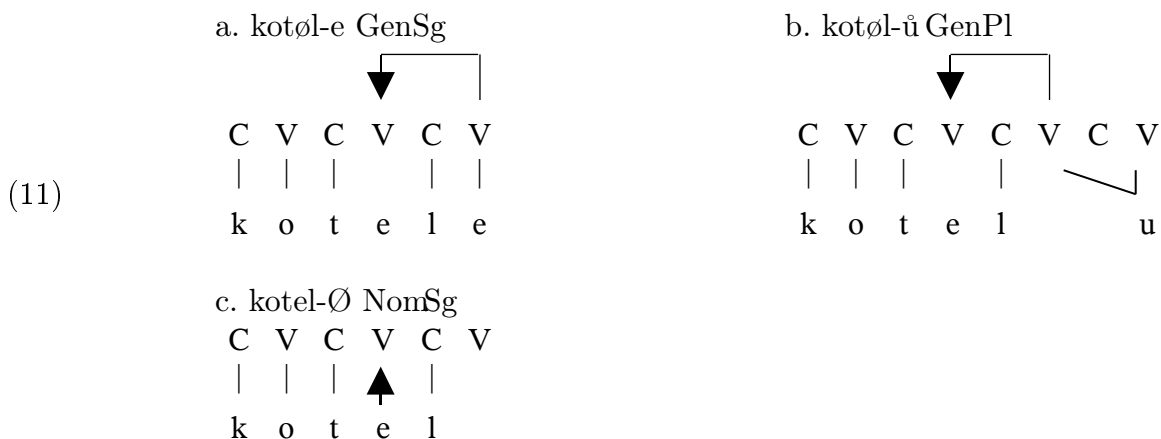 a. kotøl-e GenSg
b. kotøl-ů GenPl
C V C V C V
C V C V C V C V
(11)
k o t e l e
k o t e l u
c. kotel-Ø NomSg
C V C V C V
k o t e l